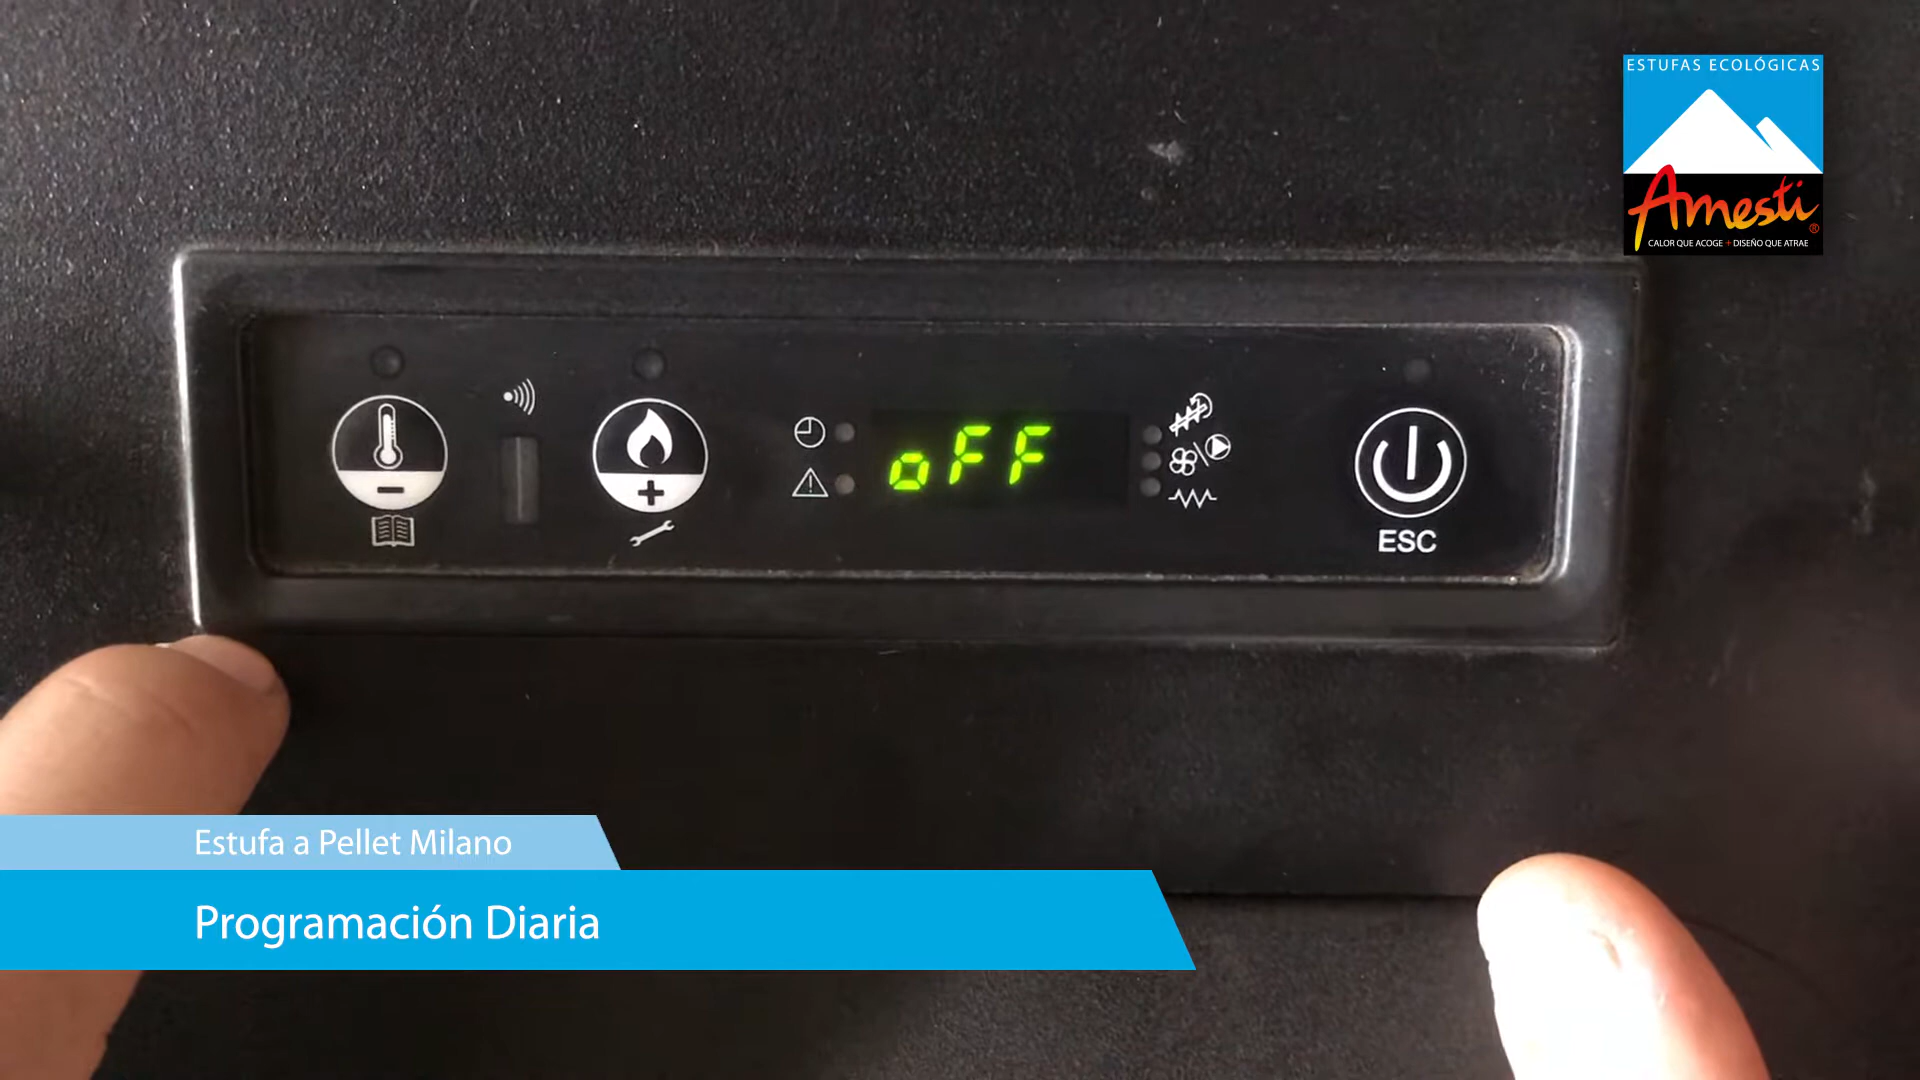 ESTUFAS ECOLÓGICAS
Amesti®
CALOR QUE ACOGE + DISEÑO QUE ATRAE
oFF
ESC
Estufa a Pellet Milano
Programación Diaria